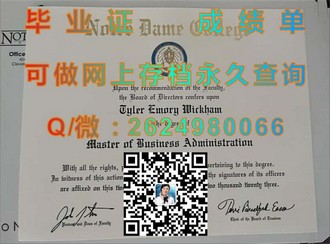 毕业证 成绩单
Notre Dame College
NOT
Office
可做网上存档永久查询
Upon the recommendation of the Faculty,
the Board of Directors confers upon
Tyler Emory Wickham
Q/微：2624980066
Master of Business Administration
With all the rights, pertaining to this degree.
In witness of this action the signatures of its officers
are affixed on this two thousand twenty three.